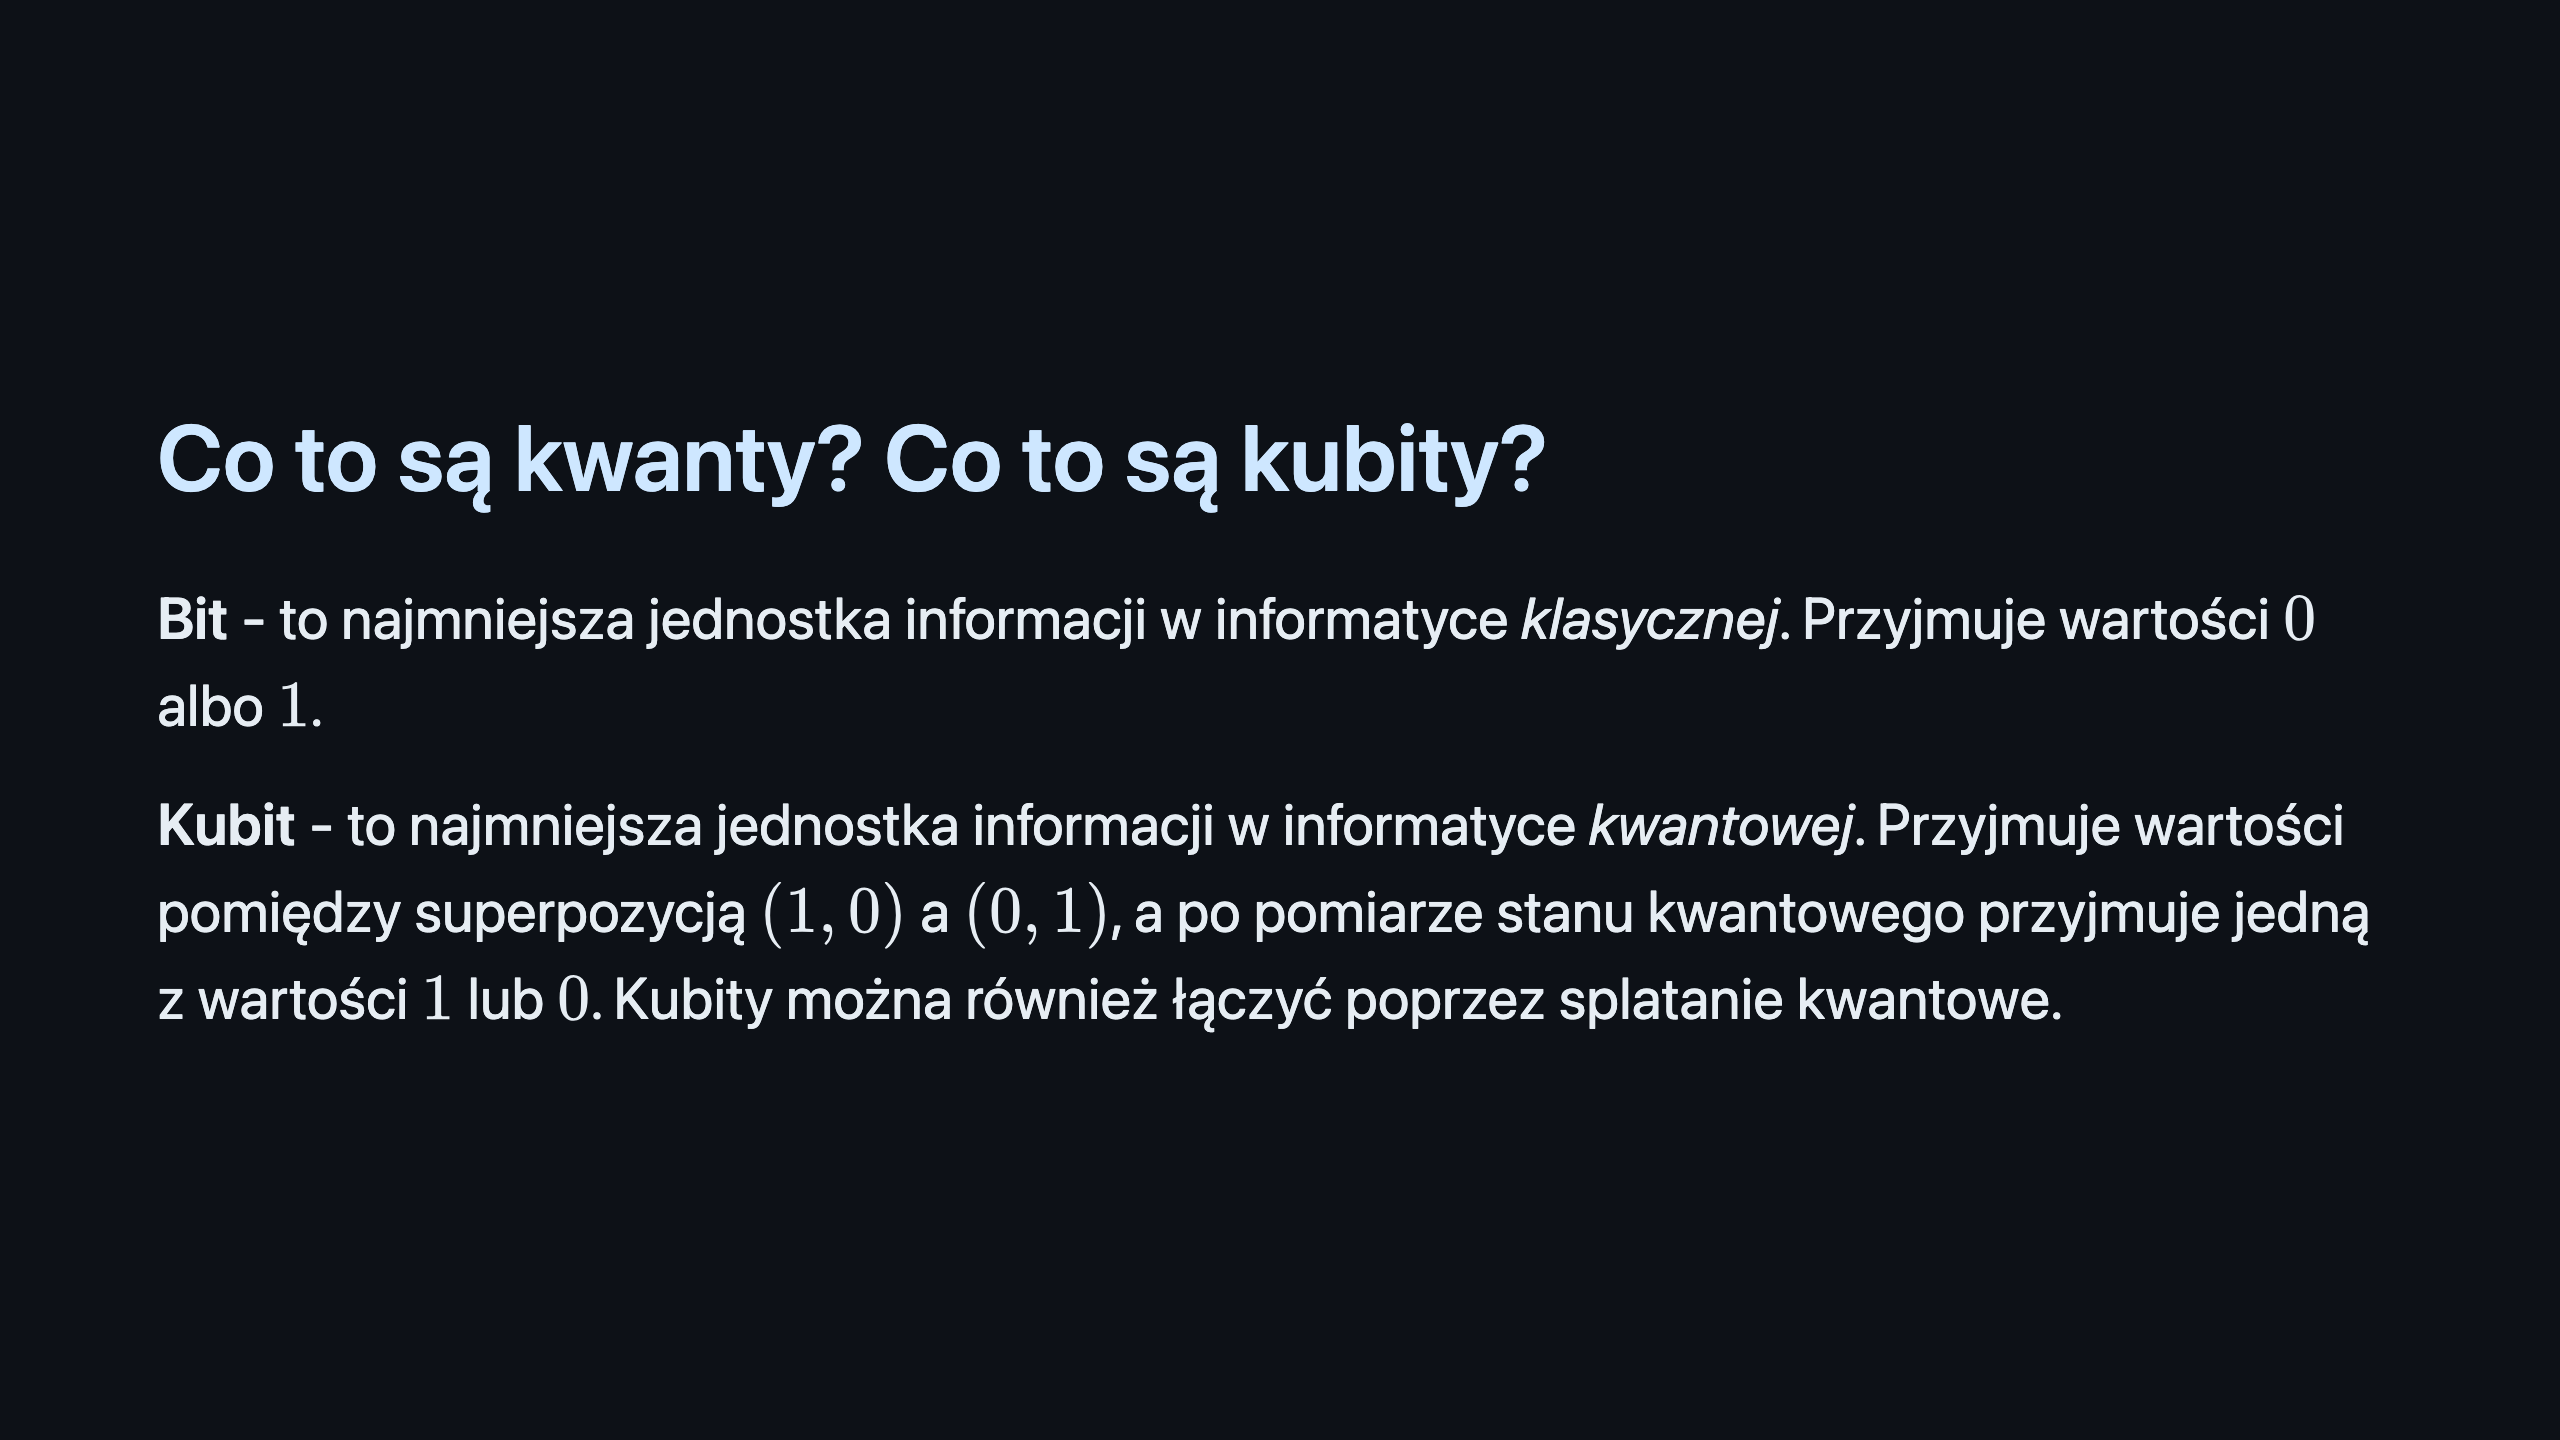 Co to są kwanty? Co to są kubity?
Bit - to najmniejsza jednostka informacji w informatyce klasycznej. Przyjmuje wartości 0
albo 1.
Kubit - to najmniejsza jednostka informacji w informatyce kwantowej. Przyjmuje wartości
pomiędzy superpozycją (1, 0) a (0, 1), a po pomiarze stanu kwantowego przyjmuje jedną
z wartości 1 lub 0. Kubity można również łączyć poprzez splatanie kwantowe.